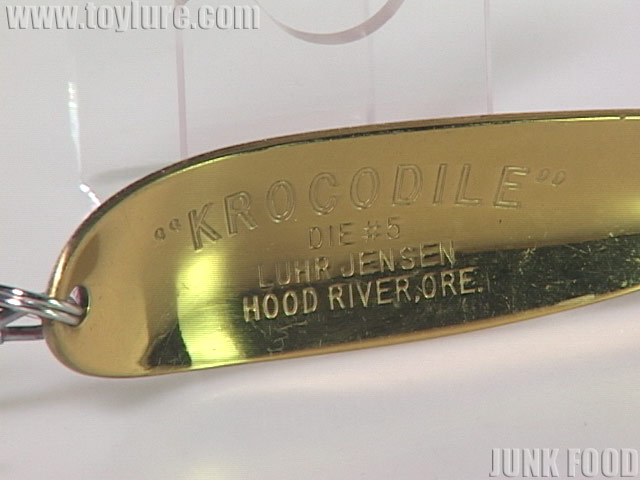 www.toylure.com
"KROCODILE"
DIE #5
LUHR JENSEN
HOOD RIVER, ORE.
JUNK FOOD